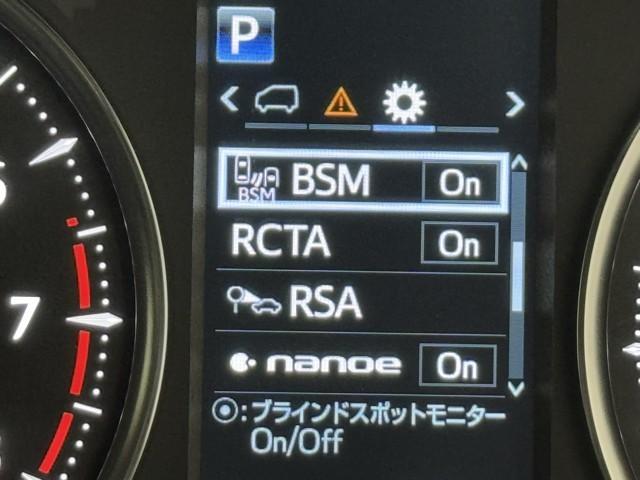 P
BSM BSM On
RCTA On
RSA
nanoe On
⦿:ブラインドスポットモニター
On/Off
7